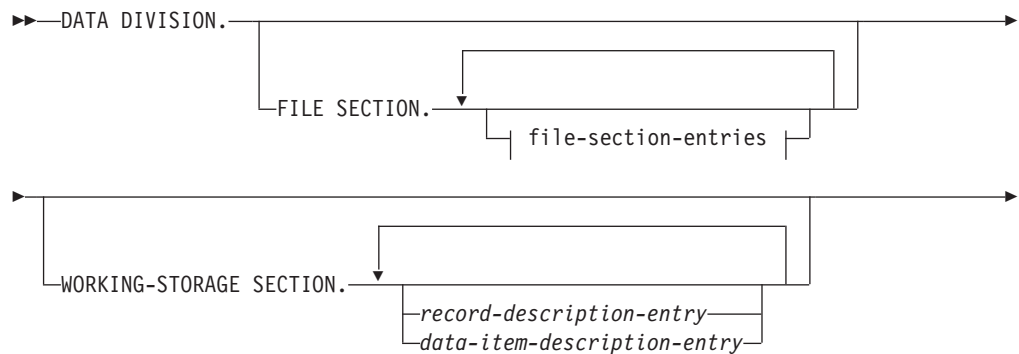 DATA DIVISION.
FILE SECTION.
file-section-entries
WORKING-STORAGE SECTION.
record-description-entry
data-item-description-entry